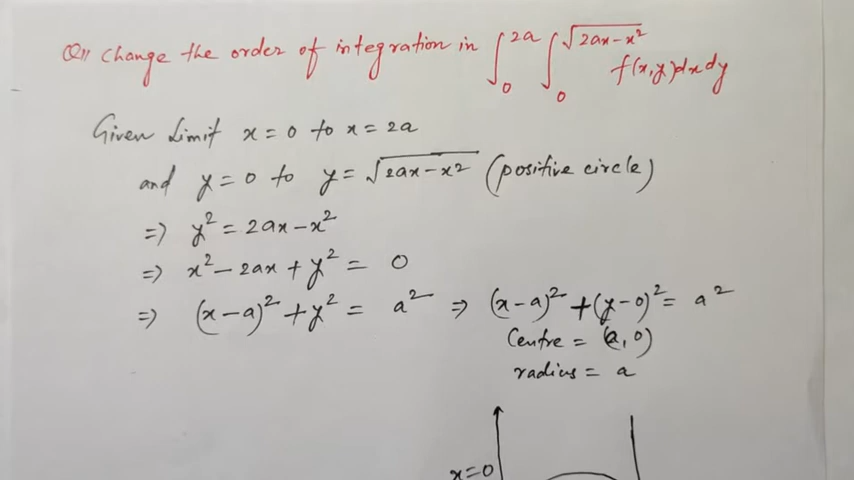 Q11 Change the order of integration in ∫₀^2a ∫₀^√(2ax-x²) f(x,y)dxdy
Given Limit x=0 to x=2a
and y=0 to y=√(2ax-x²) (positive circle)
=> y²=2ax-x²
=> x²-2ax+y²=0
=> (x-a)²+y²= a² => (x-a)²+(y-0)²= a²
Centre = (a,0)
radius= a
x=0